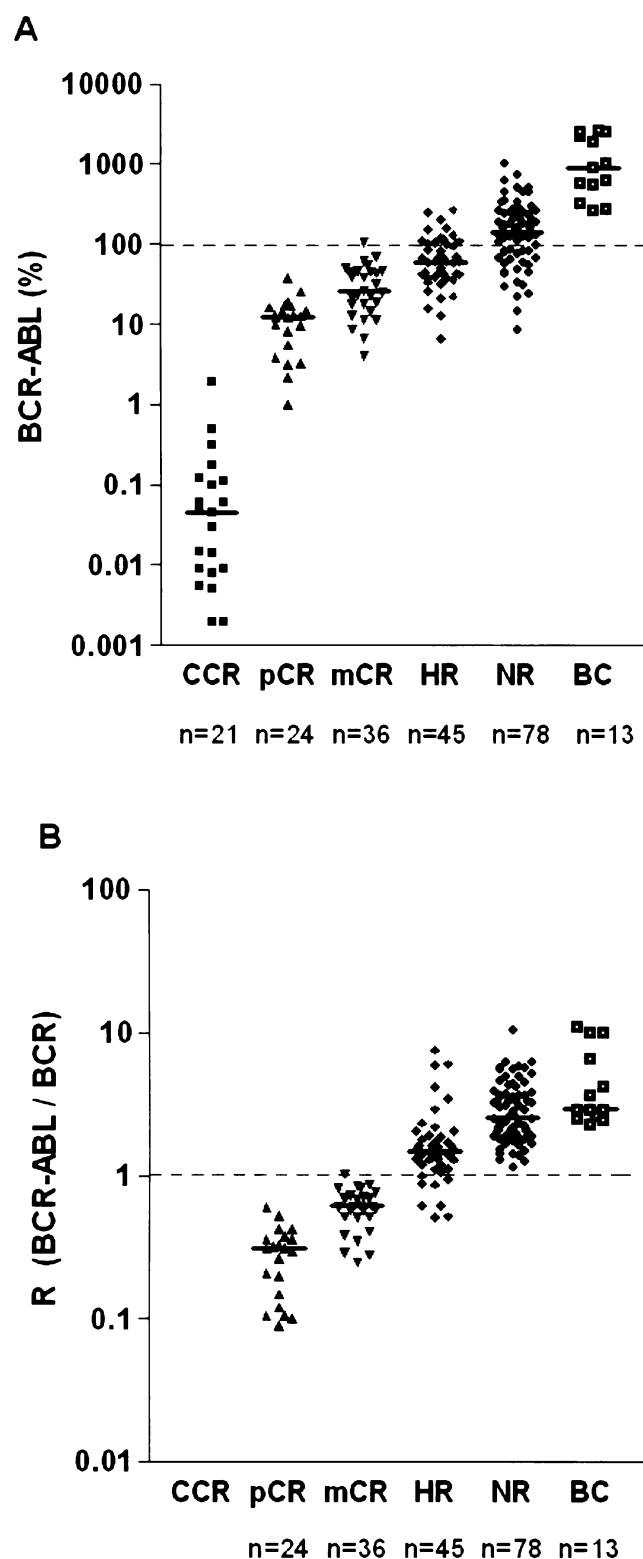 A
BCR-ABL (%)
10000
1000
100
10
1
0.1
0.01
0.001
CCR pCR mCR HR NR BC
n=21 n=24 n=36 n=45 n=78 n=13
B
R (BCR-ABL / BCR)
100
10
1
0.1
0.01
CCR pCR mCR HR NR BC
n=24 n=36 n=45 n=78 n=13